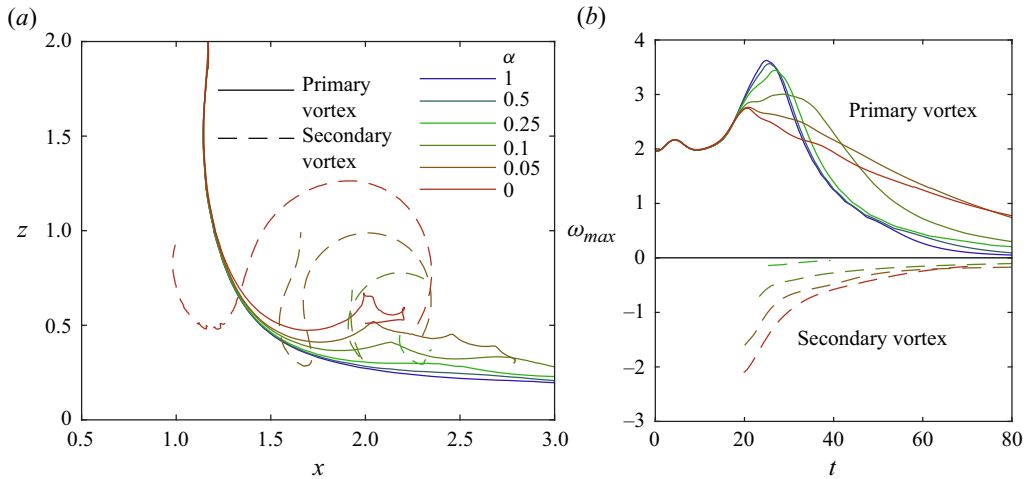 (a)
2.0
1.5
1.0
0.5
0
z
0.5
1.0
1.5
2.0
2.5
3.0
x
Primary
vortex
Secondary
vortex
α
1
0.5
0.25
0.1
0.05
0
(b)
4
3
2
1
0
−1
−2
−3
ω_max
Primary vortex
Secondary vortex
0
20
40
60
80
t